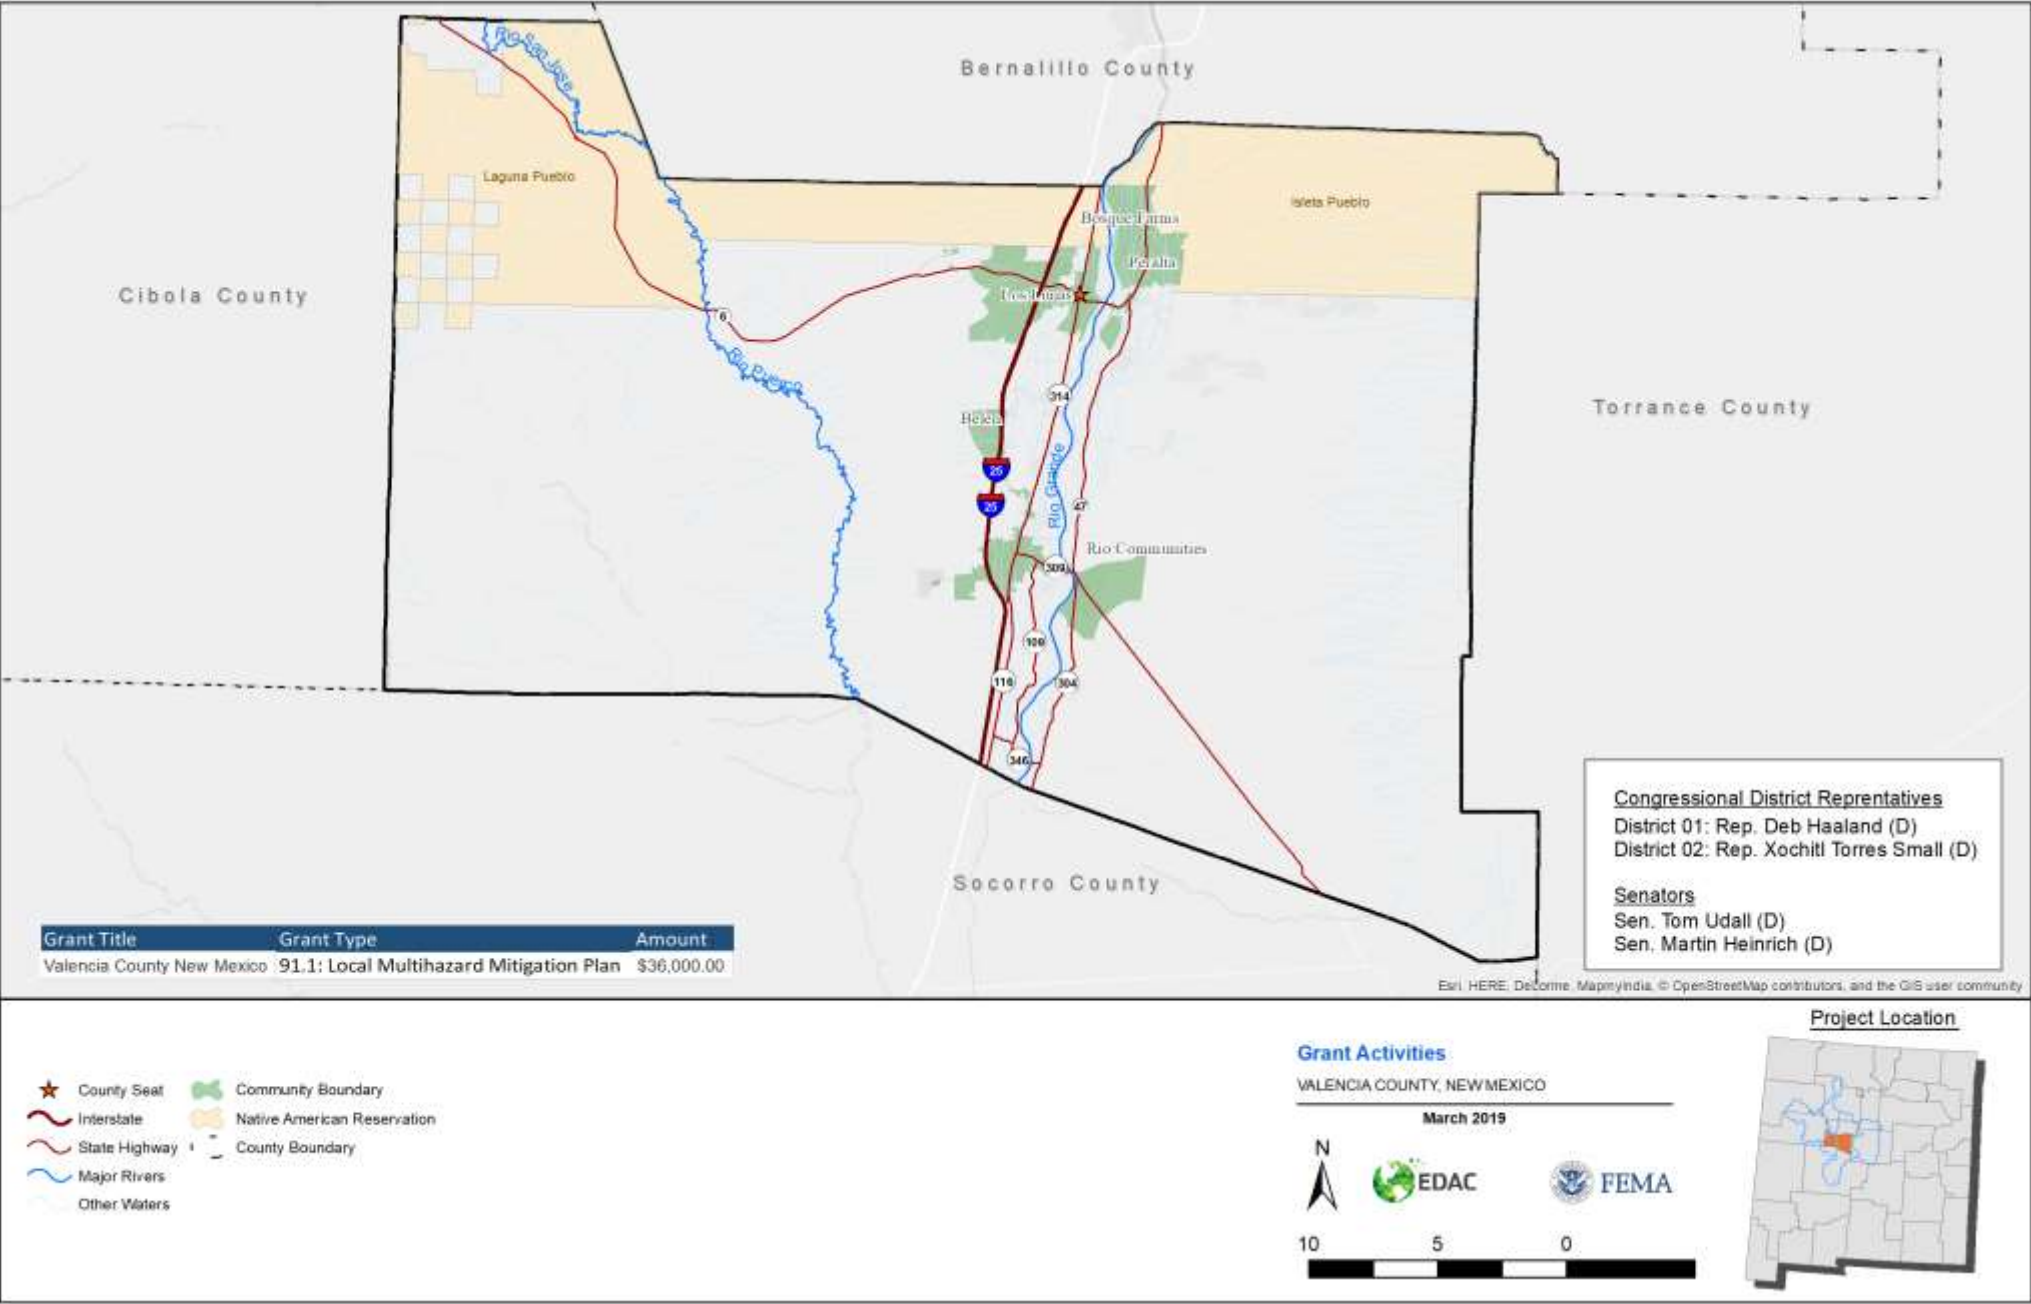 Bernalillo County
Rio San Jose
Laguna Pueblo
Isleta Pueblo
Bosque Farms
Peralta
Cibola County
Los Lunas
6
Rio Puerco
314
Torrance County
Belen
25
Rio Grande
25
47
Rio Communities
309
109
116
304
346
Socorro County
Congressional District Reprentatives
District 01: Rep. Deb Haaland (D)
District 02: Rep. Xochitl Torres Small (D)
Senators
Sen. Tom Udall (D)
Sen. Martin Heinrich (D)
Grant Title Grant Type Amount
Valencia County New Mexico 91.1: Local Multihazard Mitigation Plan $36,000.00
Esri, HERE, DeLorme, MapmyIndia, © OpenStreetMap contributors, and the GIS user community
County Seat Community Boundary
Interstate Native American Reservation
State Highway County Boundary
Major Rivers
Other Waters
Grant Activities
VALENCIA COUNTY, NEW MEXICO
March 2019
N
EDAC
FEMA
10 5 0
Project Location